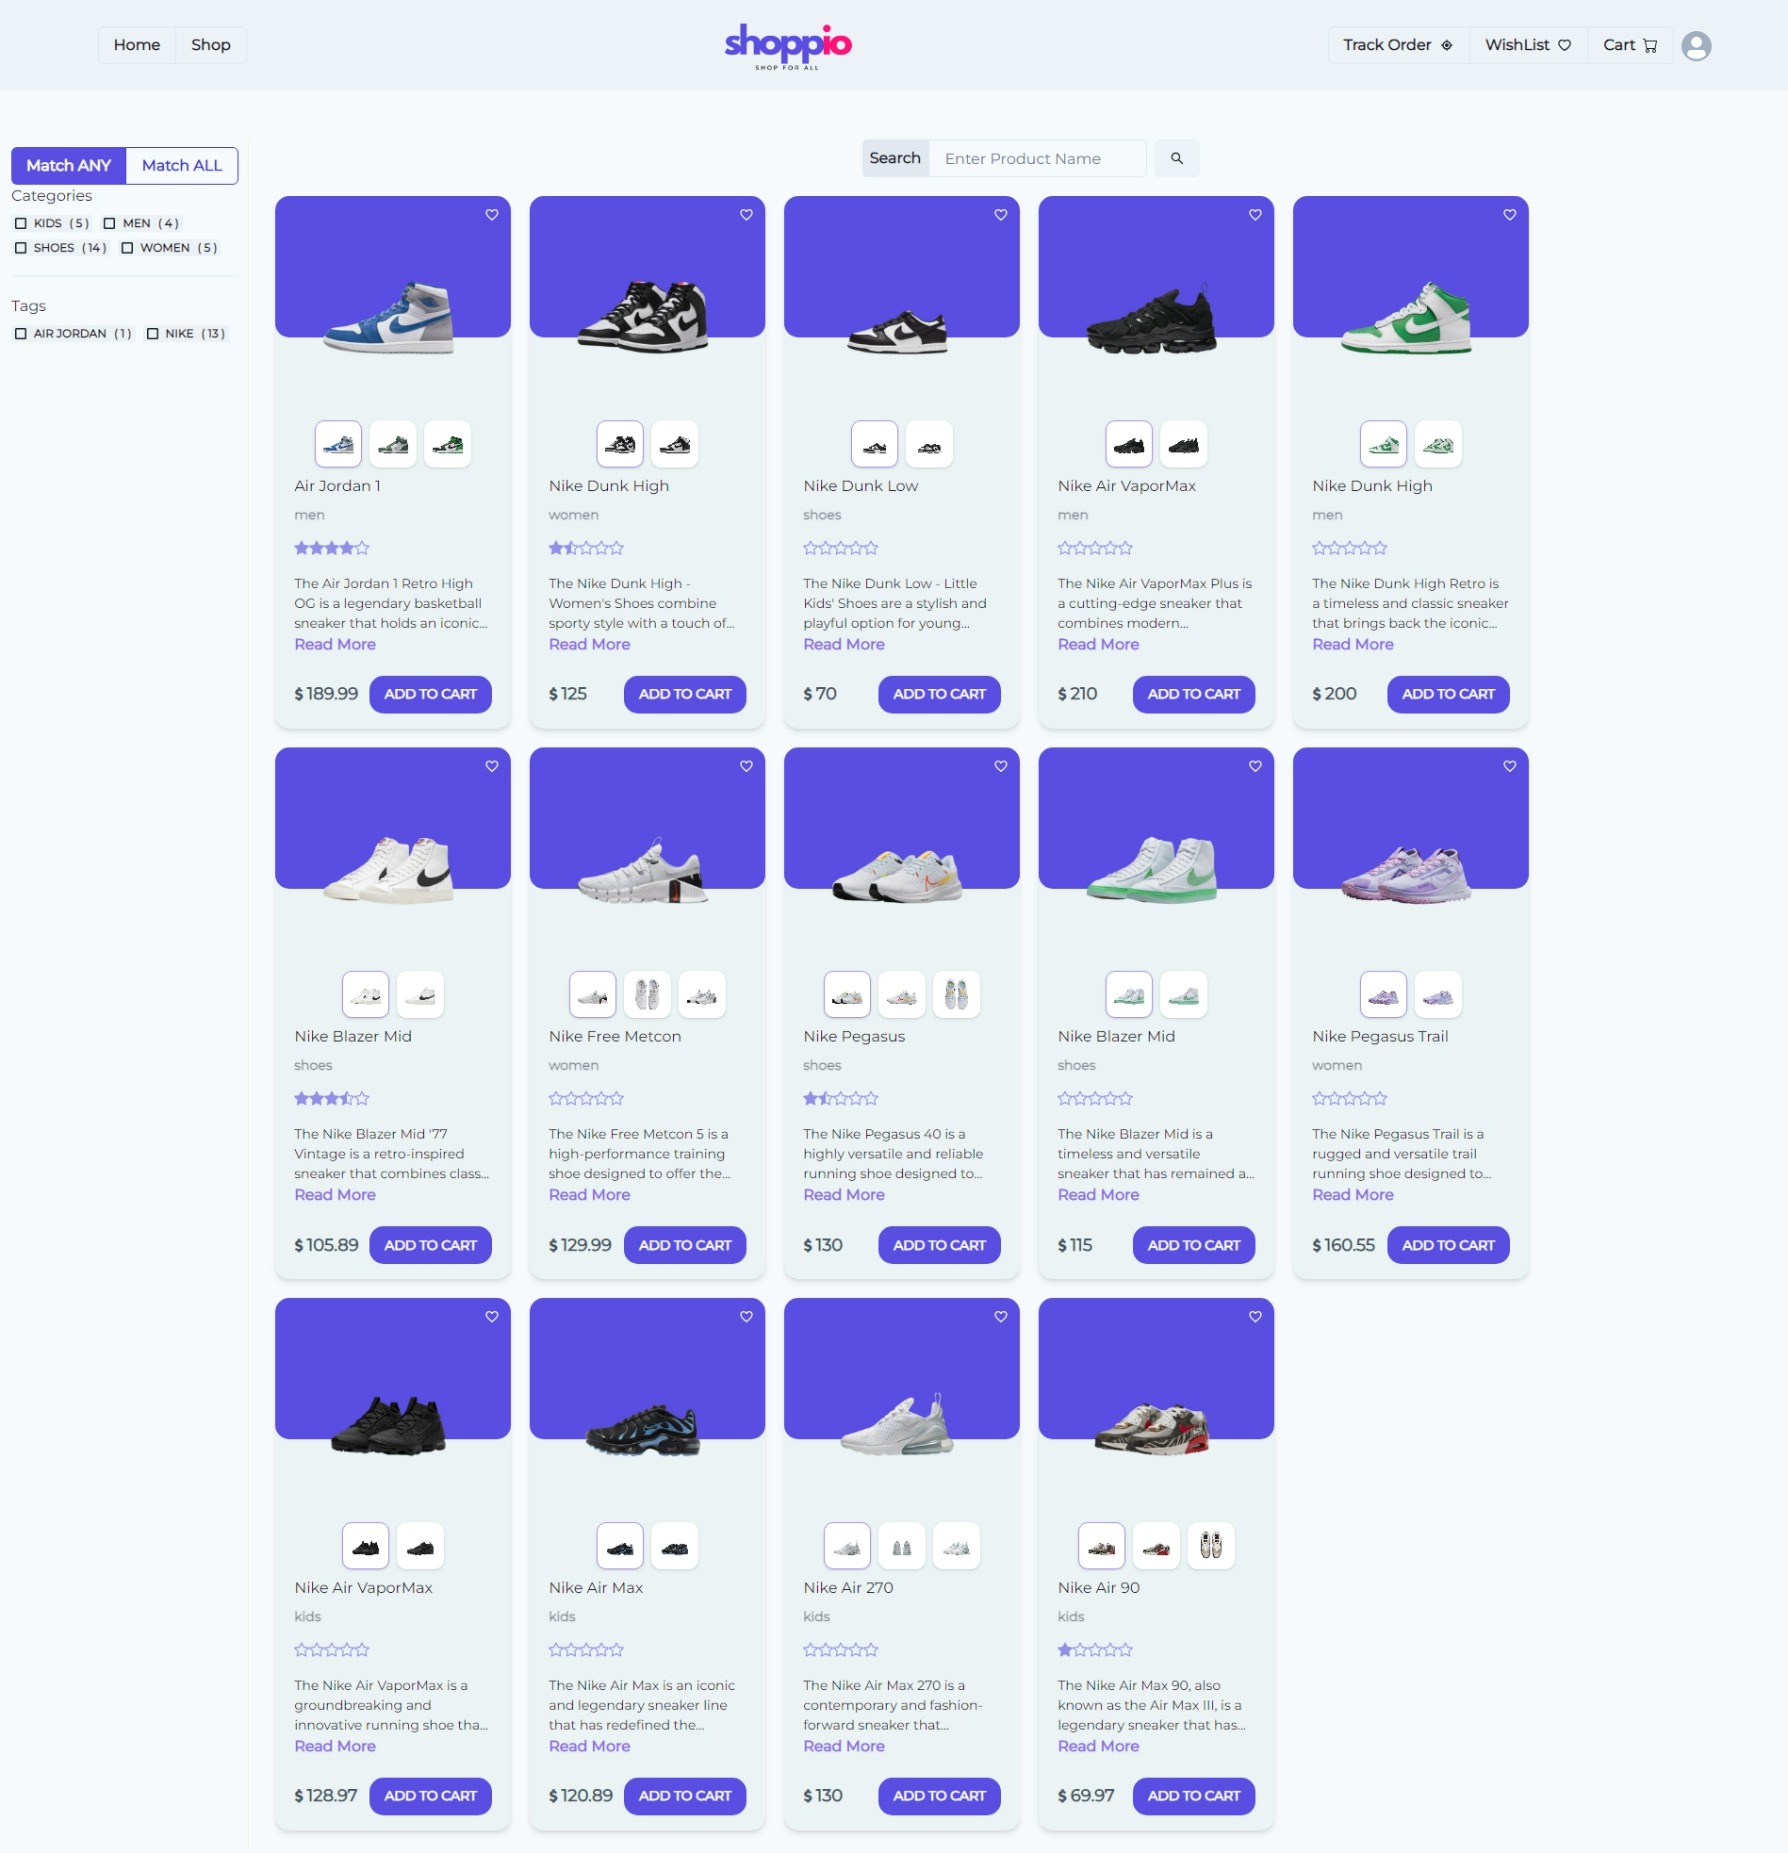 Home
Shop
shoppio
SHOP FOR ALL
Track Order
WishList
Cart
Match ANY
Match ALL
Categories
KIDS (5)
MEN (4)
SHOES (14)
WOMEN (5)
Tags
AIR JORDAN (1)
NIKE (13)
Search
Enter Product Name
Air Jordan 1
men
The Air Jordan 1 Retro High
OG is a legendary basketball
sneaker that holds an iconic...
Read More
$ 189.99
ADD TO CART
Nike Dunk High
women
The Nike Dunk High -
Women's Shoes combine
sporty style with a touch of...
Read More
$ 125
ADD TO CART
Nike Dunk Low
shoes
The Nike Dunk Low - Little
Kids' Shoes are a stylish and
playful option for young...
Read More
$ 70
ADD TO CART
Nike Air VaporMax
men
The Nike Air VaporMax Plus is
a cutting-edge sneaker that
combines modern...
Read More
$ 210
ADD TO CART
Nike Dunk High
men
The Nike Dunk High Retro is
a timeless and classic sneaker
that brings back the iconic...
Read More
$ 200
ADD TO CART
Nike Blazer Mid
shoes
The Nike Blazer Mid '77
Vintage is a retro-inspired
sneaker that combines class...
Read More
$ 105.89
ADD TO CART
Nike Free Metcon
women
The Nike Free Metcon 5 is a
high-performance training
shoe designed to offer the...
Read More
$ 129.99
ADD TO CART
Nike Pegasus
shoes
The Nike Pegasus 40 is a
highly versatile and reliable
running shoe designed to...
Read More
$ 130
ADD TO CART
Nike Blazer Mid
shoes
The Nike Blazer Mid is a
timeless and versatile
sneaker that has remained a...
Read More
$ 115
ADD TO CART
Nike Pegasus Trail
women
The Nike Pegasus Trail is a
rugged and versatile trail
running shoe designed to...
Read More
$ 160.55
ADD TO CART
Nike Air VaporMax
kids
The Nike Air VaporMax is a
groundbreaking and
innovative running shoe tha...
Read More
$ 128.97
ADD TO CART
Nike Air Max
kids
The Nike Air Max is an iconic
and legendary sneaker line
that has redefined the...
Read More
$ 120.89
ADD TO CART
Nike Air 270
kids
The Nike Air Max 270 is a
contemporary and fashion-
forward sneaker that...
Read More
$ 130
ADD TO CART
Nike Air 90
kids
The Nike Air Max 90, also
known as the Air Max III, is a
legendary sneaker that has...
Read More
$ 69.97
ADD TO CART